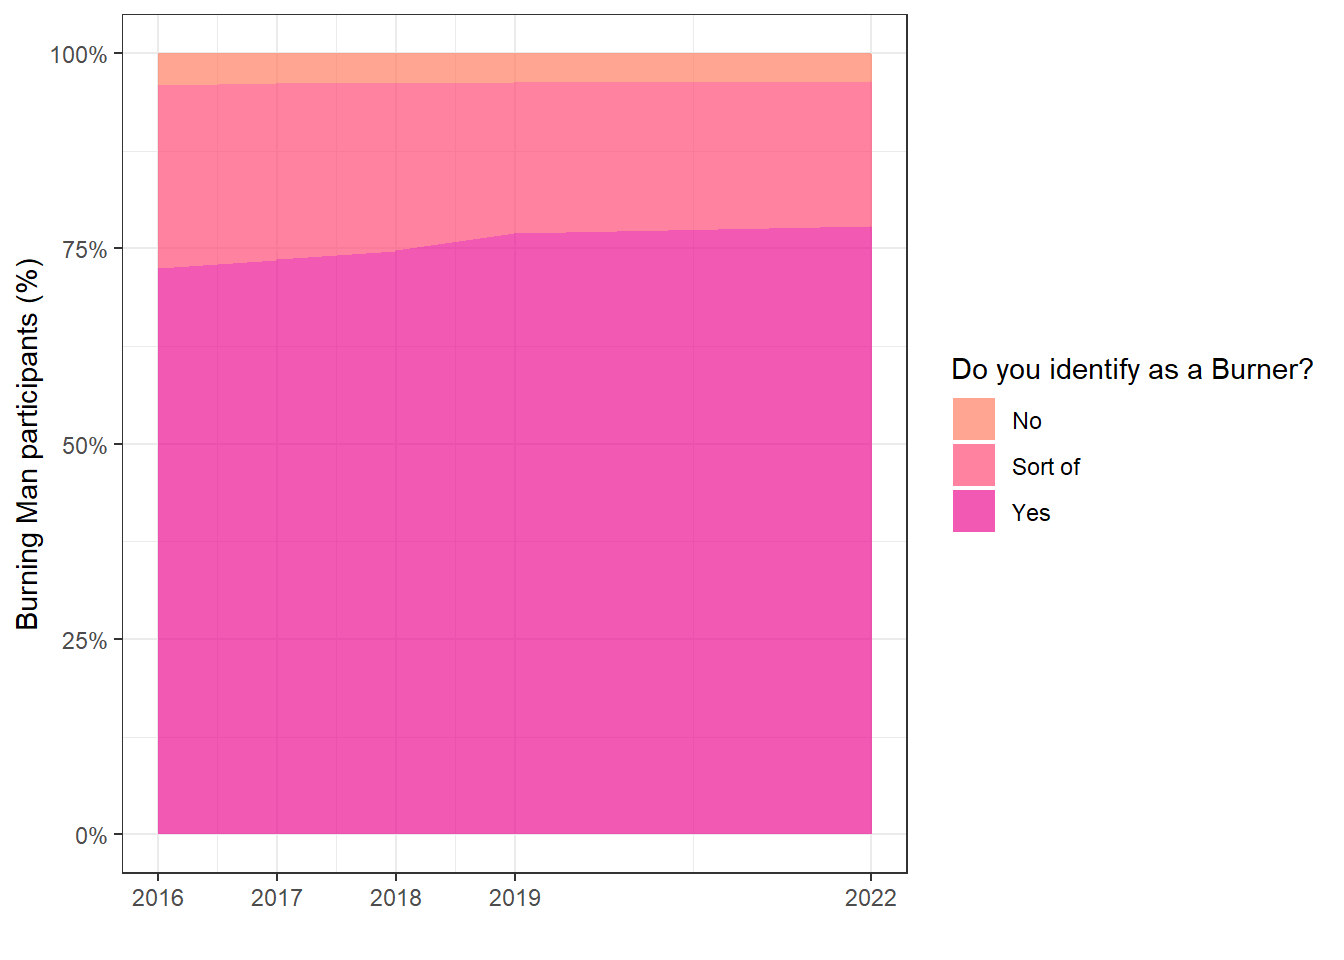 100%
75%
50%
25%
0%
Burning Man participants (%)
2016 2017 2018 2019 2022
Do you identify as a Burner?
No
Sort of
Yes